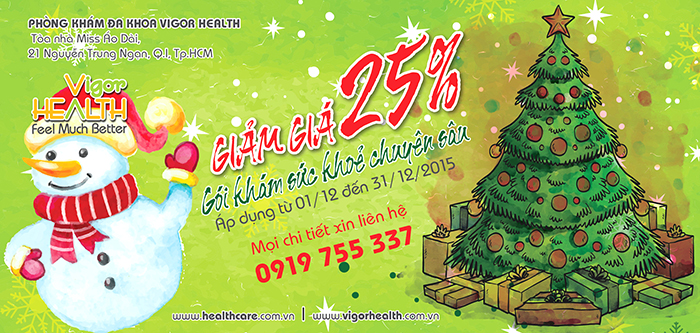 PHÒNG KHÁM ĐA KHOA VIGOR HEALTH
Tòa nhà Miss Áo Dài,
21 Nguyễn Trung Ngạn, Q.1, Tp.HCM
Vigor
HEALTH
Feel Much Better
GIẢM GIÁ 25%
Gói khám sức khoẻ chuyên sâu
Áp dụng từ 01/12 đến 31/12/2015
Mọi chi tiết xin liên hệ
0919 755 337
www.healthcare.com.vn | www.vigorhealth.com.vn